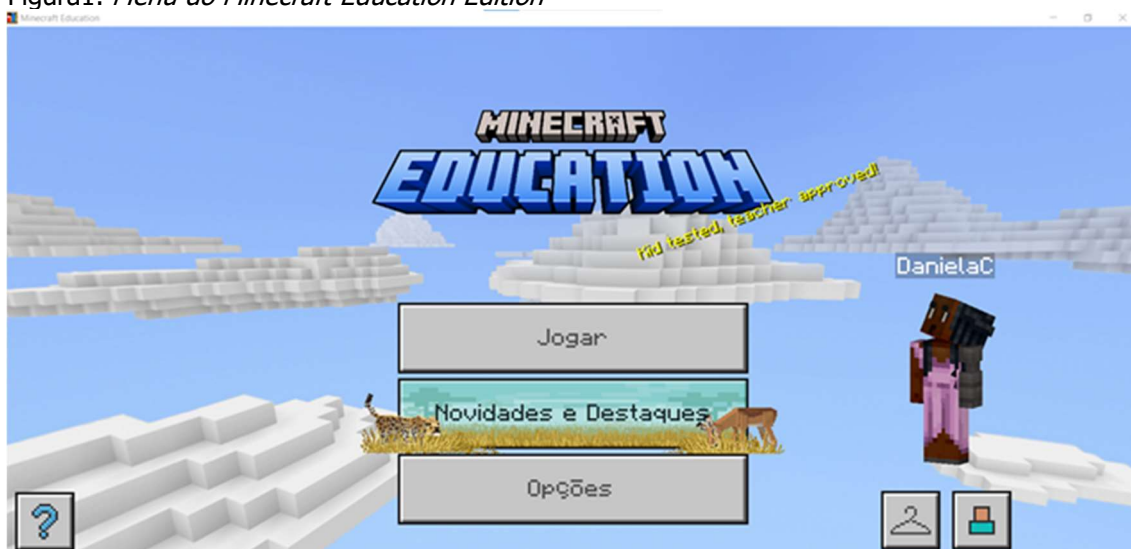 Figura1. Menu do Minecraft Education Edition
Minecraft Education
MINECRAFT
EDUCATION
Kid tested, teacher approved!
DanielaC
Jogar
Novidades e Destaques
Opções
?